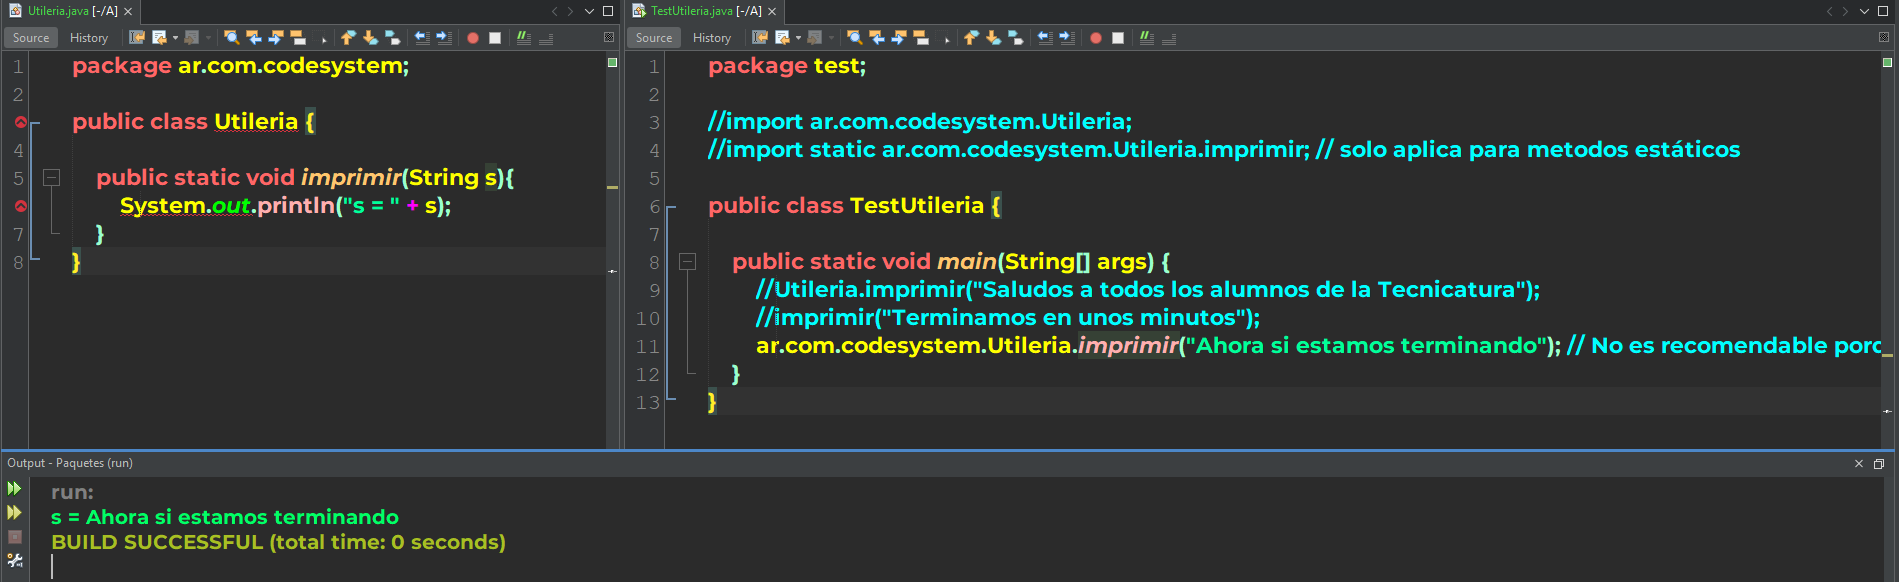 Utileria.java [-/A]
Source History
1 package ar.com.codesystem;
2
public class Utileria {
4
5 public static void imprimir(String s){
System.out.println("s = " + s);
7 }
8 }
TestUtileria.java [-/A]
Source History
1 package test;
2
3 //import ar.com.codesystem.Utileria;
4 //import static ar.com.codesystem.Utileria.imprimir; // solo aplica para metodos estáticos
5
6 public class TestUtileria {
7
8 public static void main(String[] args) {
9 //Utileria.imprimir("Saludos a todos los alumnos de la Tecnicatura");
10 //imprimir("Terminamos en unos minutos");
11 ar.com.codesystem.Utileria.imprimir("Ahora si estamos terminando"); // No es recomendable
12 }
13 }
Output - Paquetes (run)
run:
s = Ahora si estamos terminando
BUILD SUCCESSFUL (total time: 0 seconds)